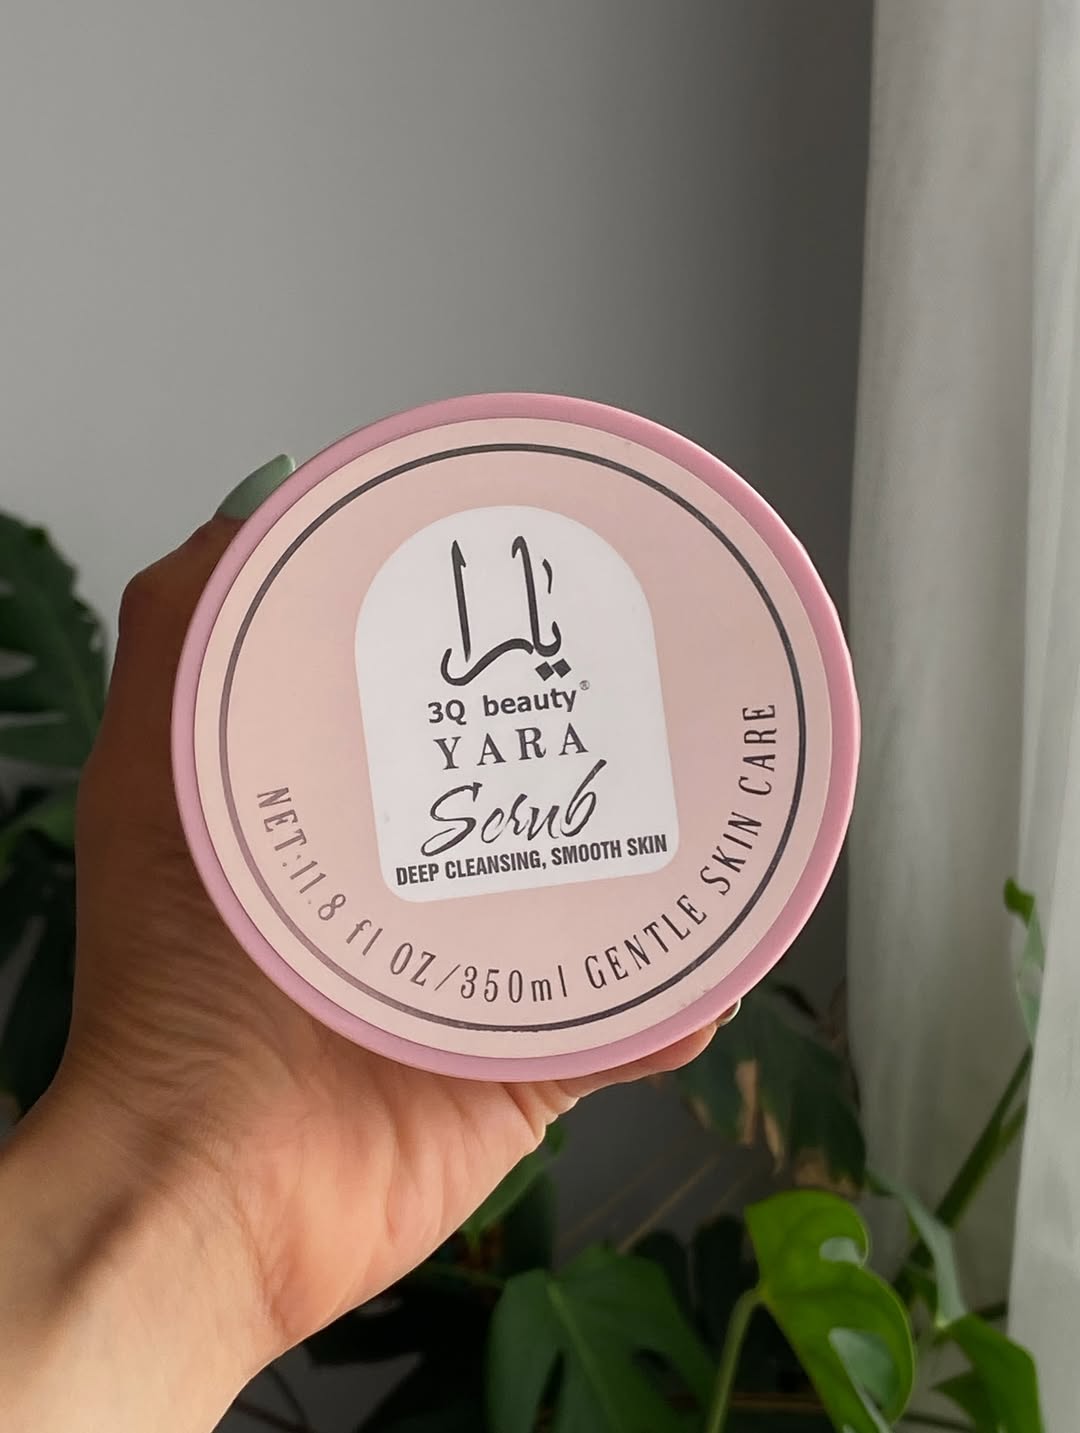 يارا
3Q beauty®
YARA
Scrub
DEEP CLEANSING, SMOOTH SKIN
NET:11.8 fl OZ/350ml GENTLE SKIN CARE